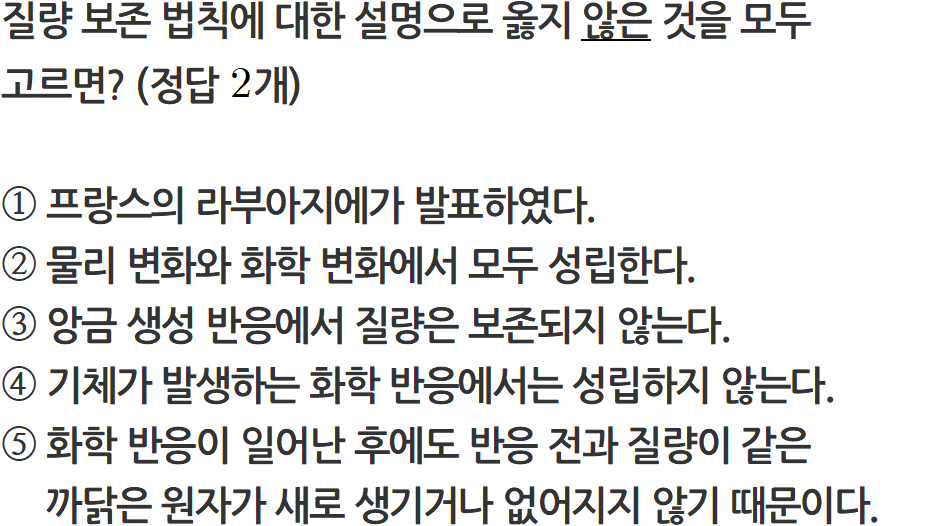 질량 보존 법칙에 대한 설명으로 옳지 않은 것을 모두
고르면? (정답 2개)
① 프랑스의 라부아지에가 발표하였다.
② 물리 변화와 화학 변화에서 모두 성립한다.
③ 앙금 생성 반응에서 질량은 보존되지 않는다.
④ 기체가 발생하는 화학 반응에서는 성립하지 않는다.
⑤ 화학 반응이 일어난 후에도 반응 전과 질량이 같은
까닭은 원자가 새로 생기거나 없어지지 않기 때문이다.